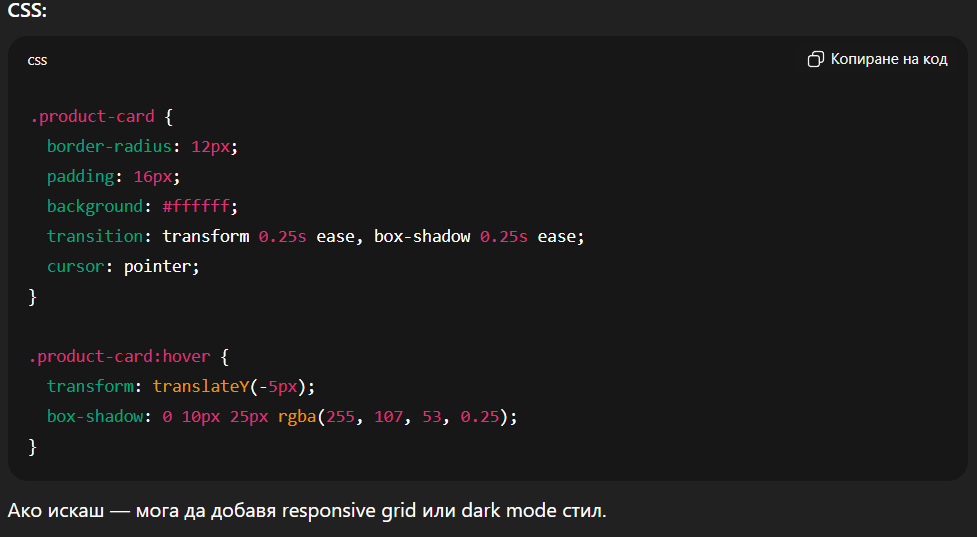 CSS:
css
Копиране на код
.product-card {
  border-radius: 12px;
  padding: 16px;
  background: #ffffff;
  transition: transform 0.25s ease, box-shadow 0.25s ease;
  cursor: pointer;
}

.product-card:hover {
  transform: translateY(-5px);
  box-shadow: 0 10px 25px rgba(255, 107, 53, 0.25);
}
Ако искаш — мога да добавя responsive grid или dark mode стил.